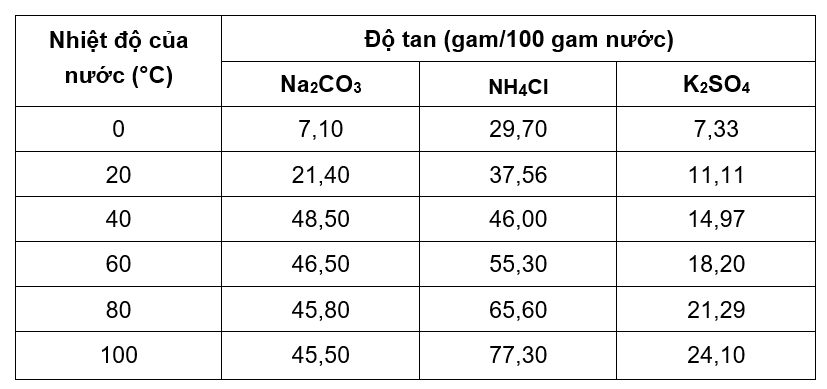 Nhiệt độ của
nước (°C)
Độ tan (gam/100 gam nước)
Na₂CO₃ NH₄Cl K₂SO₄
0 7,10 29,70 7,33
20 21,40 37,56 11,11
40 48,50 46,00 14,97
60 46,50 55,30 18,20
80 45,80 65,60 21,29
100 45,50 77,30 24,10